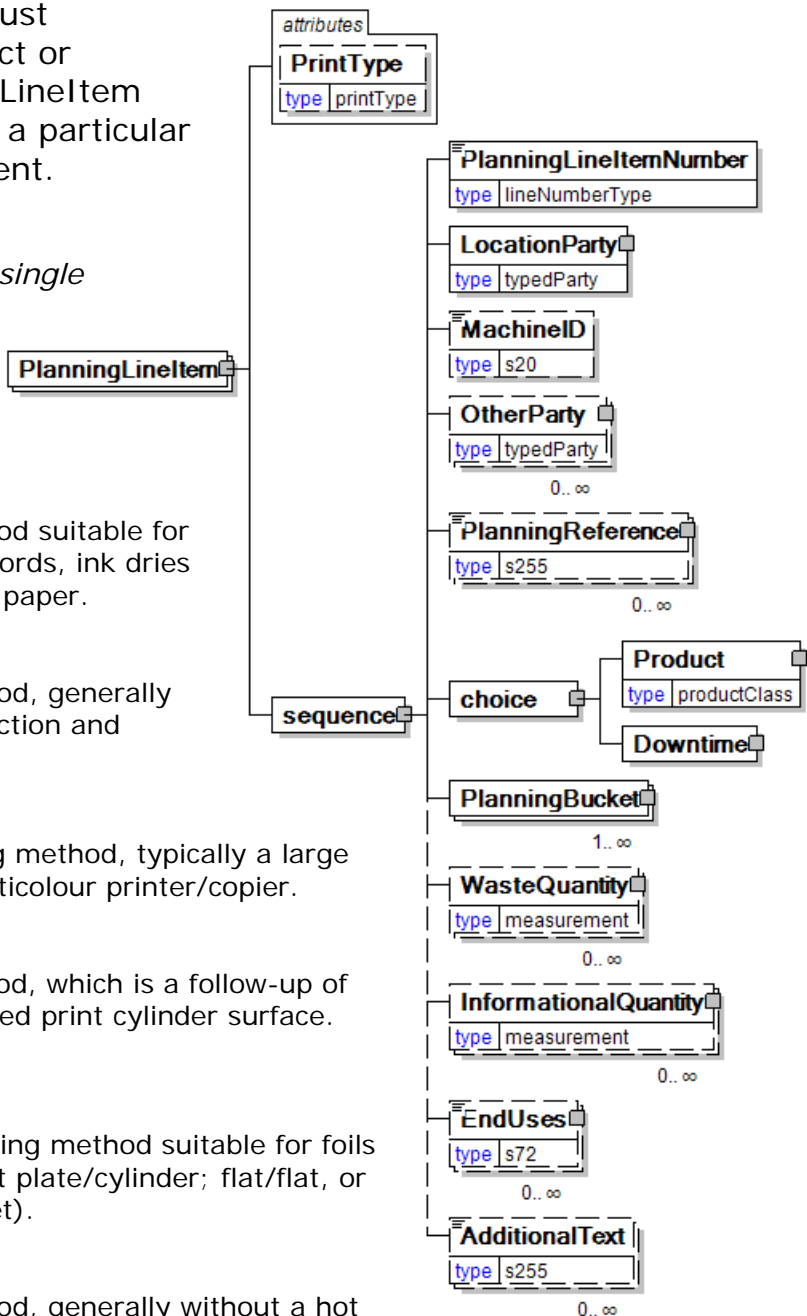 ust
ct or
LineItem
a particular
ent.
single
od suitable for
ords, ink dries
paper.
od, generally
ction and
g method, typically a large
ticolour printer/copier.
od, which is a follow-up of
ed print cylinder surface.
ing method suitable for foils
t plate/cylinder; flat/flat, or
et).
od, generally without a hot
PlanningLineItem
attributes
PrintType
type printType
sequence
PlanningLineItemNumber
type lineNumberType
LocationParty
type typedParty
MachineID
type s20
OtherParty
type typedParty
0.. ∞
PlanningReference
type s255
0.. ∞
choice
Product
type productClass
Downtime
PlanningBucket
1.. ∞
WasteQuantity
type measurement
0.. ∞
InformationalQuantity
type measurement
0.. ∞
EndUses
type s72
0.. ∞
AdditionalText
type s255
0.. ∞